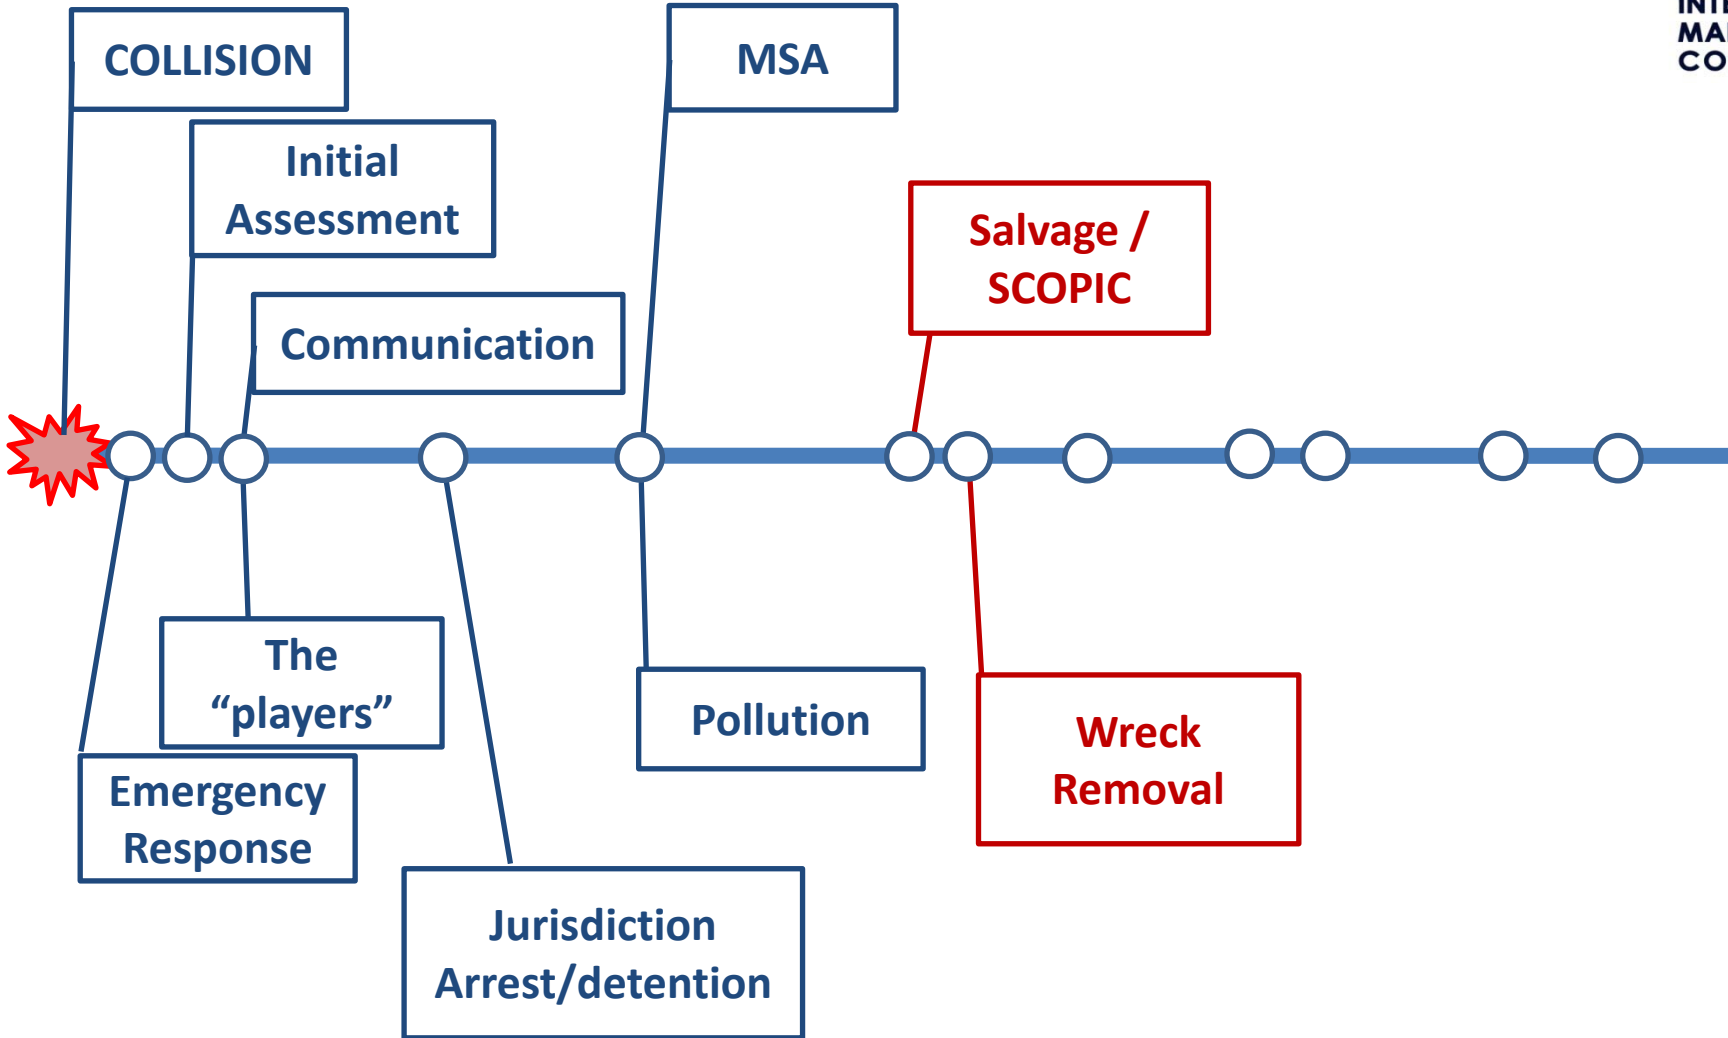 COLLISION
MSA
Initial
Assessment
Salvage /
SCOPIC
Communication
The
“players”
Pollution
Wreck
Removal
Emergency
Response
Jurisdiction
Arrest/detention